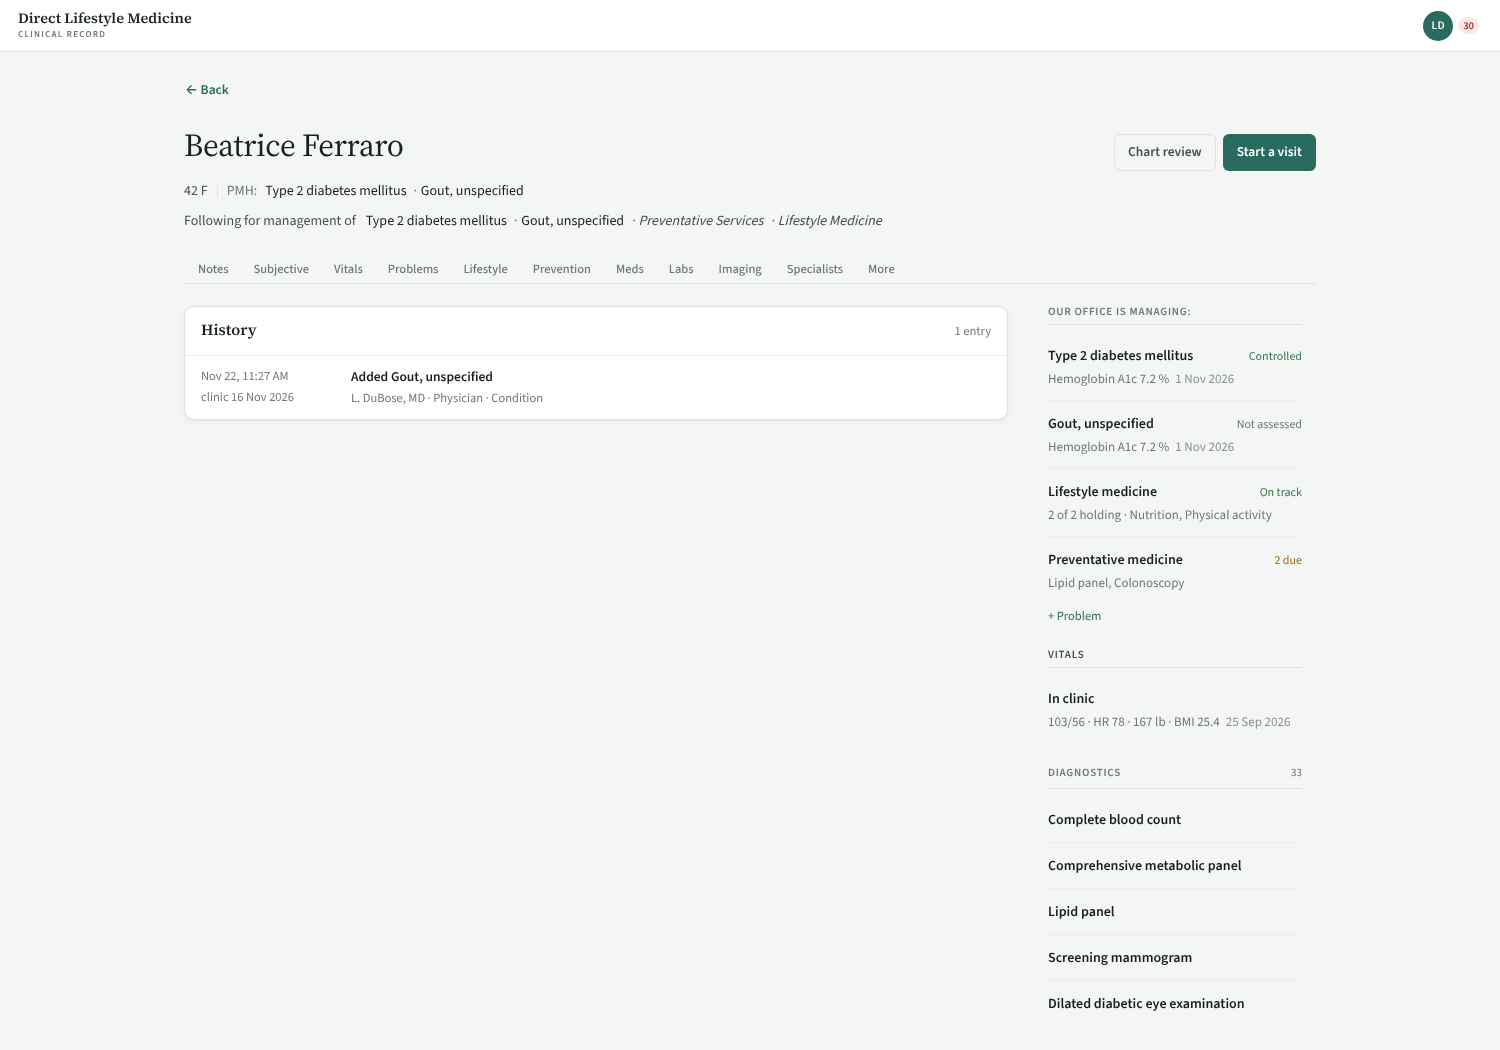 Direct Lifestyle Medicine
CLINICAL RECORD
LD 30
← Back
Beatrice Ferraro
Chart review
Start a visit
42 F PMH: Type 2 diabetes mellitus · Gout, unspecified
Following for management of Type 2 diabetes mellitus · Gout, unspecified · Preventative Services · Lifestyle Medicine
Notes Subjective Vitals Problems Lifestyle Prevention Meds Labs Imaging Specialists More
History 1 entry
Nov 22, 11:27 AM Added Gout, unspecified
clinic 16 Nov 2026 L. DuBose, MD · Physician · Condition
OUR OFFICE IS MANAGING:
Type 2 diabetes mellitus Controlled
Hemoglobin A1c 7.2 % 1 Nov 2026
Gout, unspecified Not assessed
Hemoglobin A1c 7.2 % 1 Nov 2026
Lifestyle medicine On track
2 of 2 holding · Nutrition, Physical activity
Preventative medicine 2 due
Lipid panel, Colonoscopy
+ Problem
VITALS
In clinic
103/56 · HR 78 · 167 lb · BMI 25.4 25 Sep 2026
DIAGNOSTICS 33
Complete blood count
Comprehensive metabolic panel
Lipid panel
Screening mammogram
Dilated diabetic eye examination